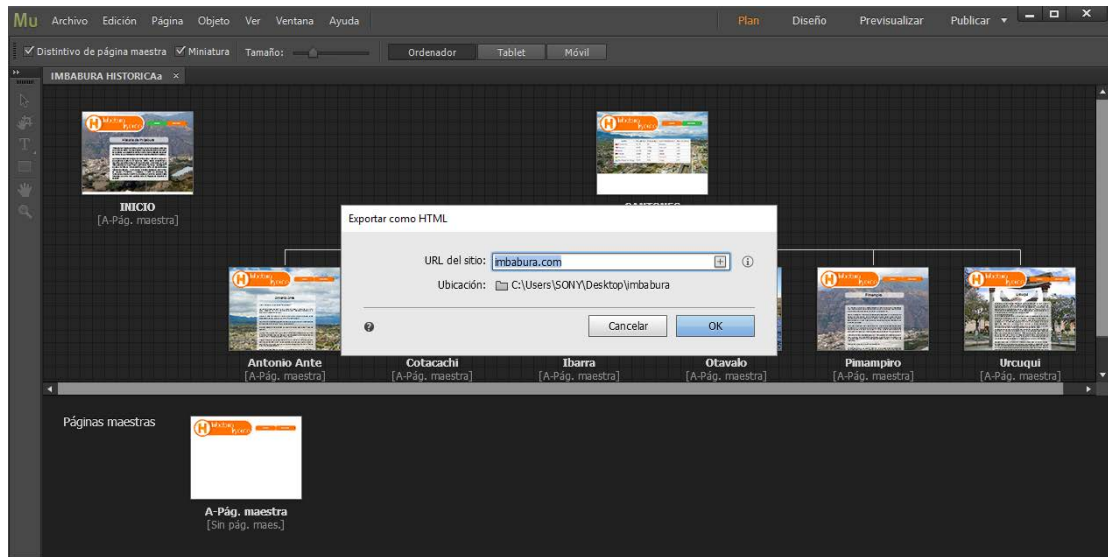 Mu Archivo Edición Página Objeto Ver Ventana Ayuda Plan Diseño Previsualizar Publicar
Distintivo de página maestra Miniatura Tamaño: Ordenador Tablet Móvil
IMBABURA HISTORICAa ×
INICIO
[A-Pág. maestra]
CANTONES
Exportar como HTML
URL del sitio: imbabura.com
Ubicación: C:\Users\SONY\Desktop\imbabura
Cancelar OK
Antonio Ante Cotacachi Ibarra Otavalo Pimampiro Urcuqui
[A-Pág. maestra] [A-Pág. maestra] [A-Pág. maestra] [A-Pág. maestra] [A-Pág. maestra] [A-Pág. maestra]
Páginas maestras
A-Pág. maestra
[Sin pág. maes.]